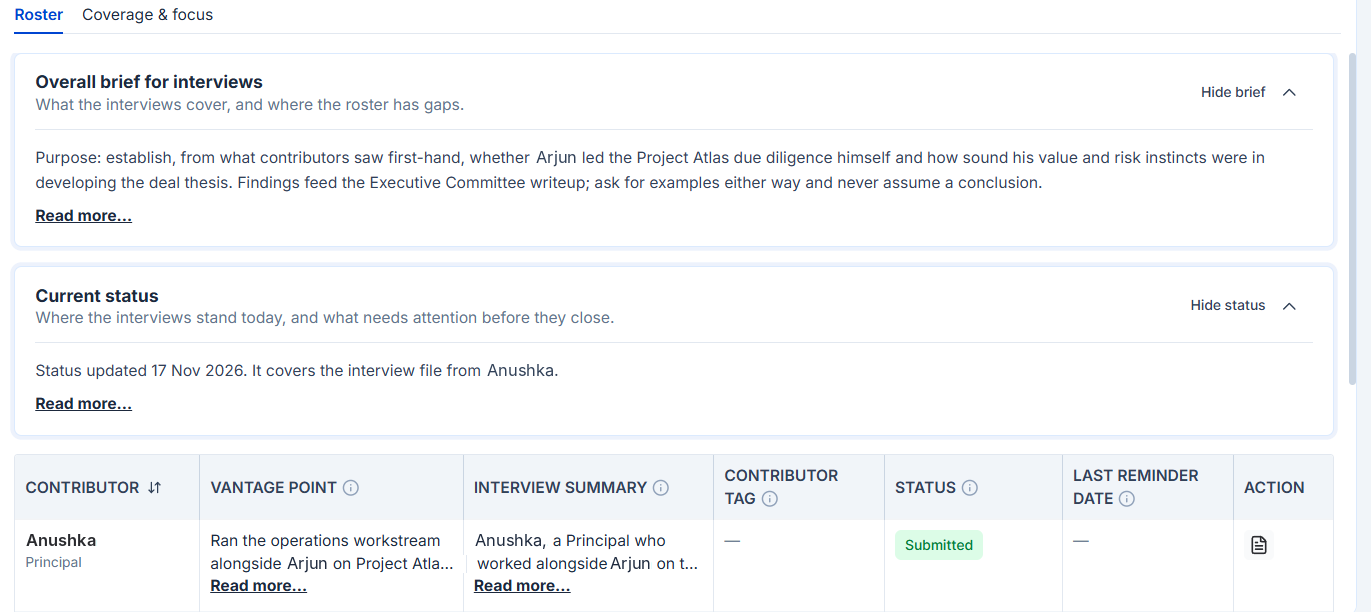 Roster Coverage & focus
Overall brief for interviews
What the interviews cover, and where the roster has gaps.
Hide brief
Purpose: establish, from what contributors saw first-hand, whether Arjun led the Project Atlas due diligence himself and how sound his value and risk instincts were in
developing the deal thesis. Findings feed the Executive Committee writeup; ask for examples either way and never assume a conclusion.
Read more...
Current status
Where the interviews stand today, and what needs attention before they close.
Hide status
Status updated 17 Nov 2026. It covers the interview file from Anushka.
Read more...
CONTRIBUTOR VANTAGE POINT INTERVIEW SUMMARY CONTRIBUTOR
TAG STATUS LAST REMINDER
DATE ACTION
Anushka
Principal
Ran the operations workstream
alongside Arjun on Project Atla...
Read more...
Anushka, a Principal who
worked alongside Arjun on t...
Read more...
—
Submitted
—